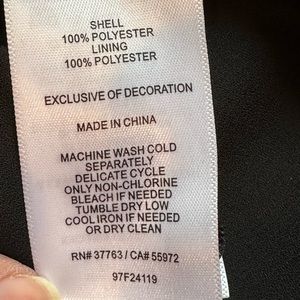 SHELL
100% POLYESTER
LINING
100% POLYESTER
EXCLUSIVE OF DECORATION
MADE IN CHINA
MACHINE WASH COLD
SEPARATELY
DELICATE CYCLE
ONLY NON-CHLORINE
BLEACH IF NEEDED
TUMBLE DRY LOW
COOL IRON IF NEEDED
OR DRY CLEAN
RN# 37763 / CA# 55972
97F24119